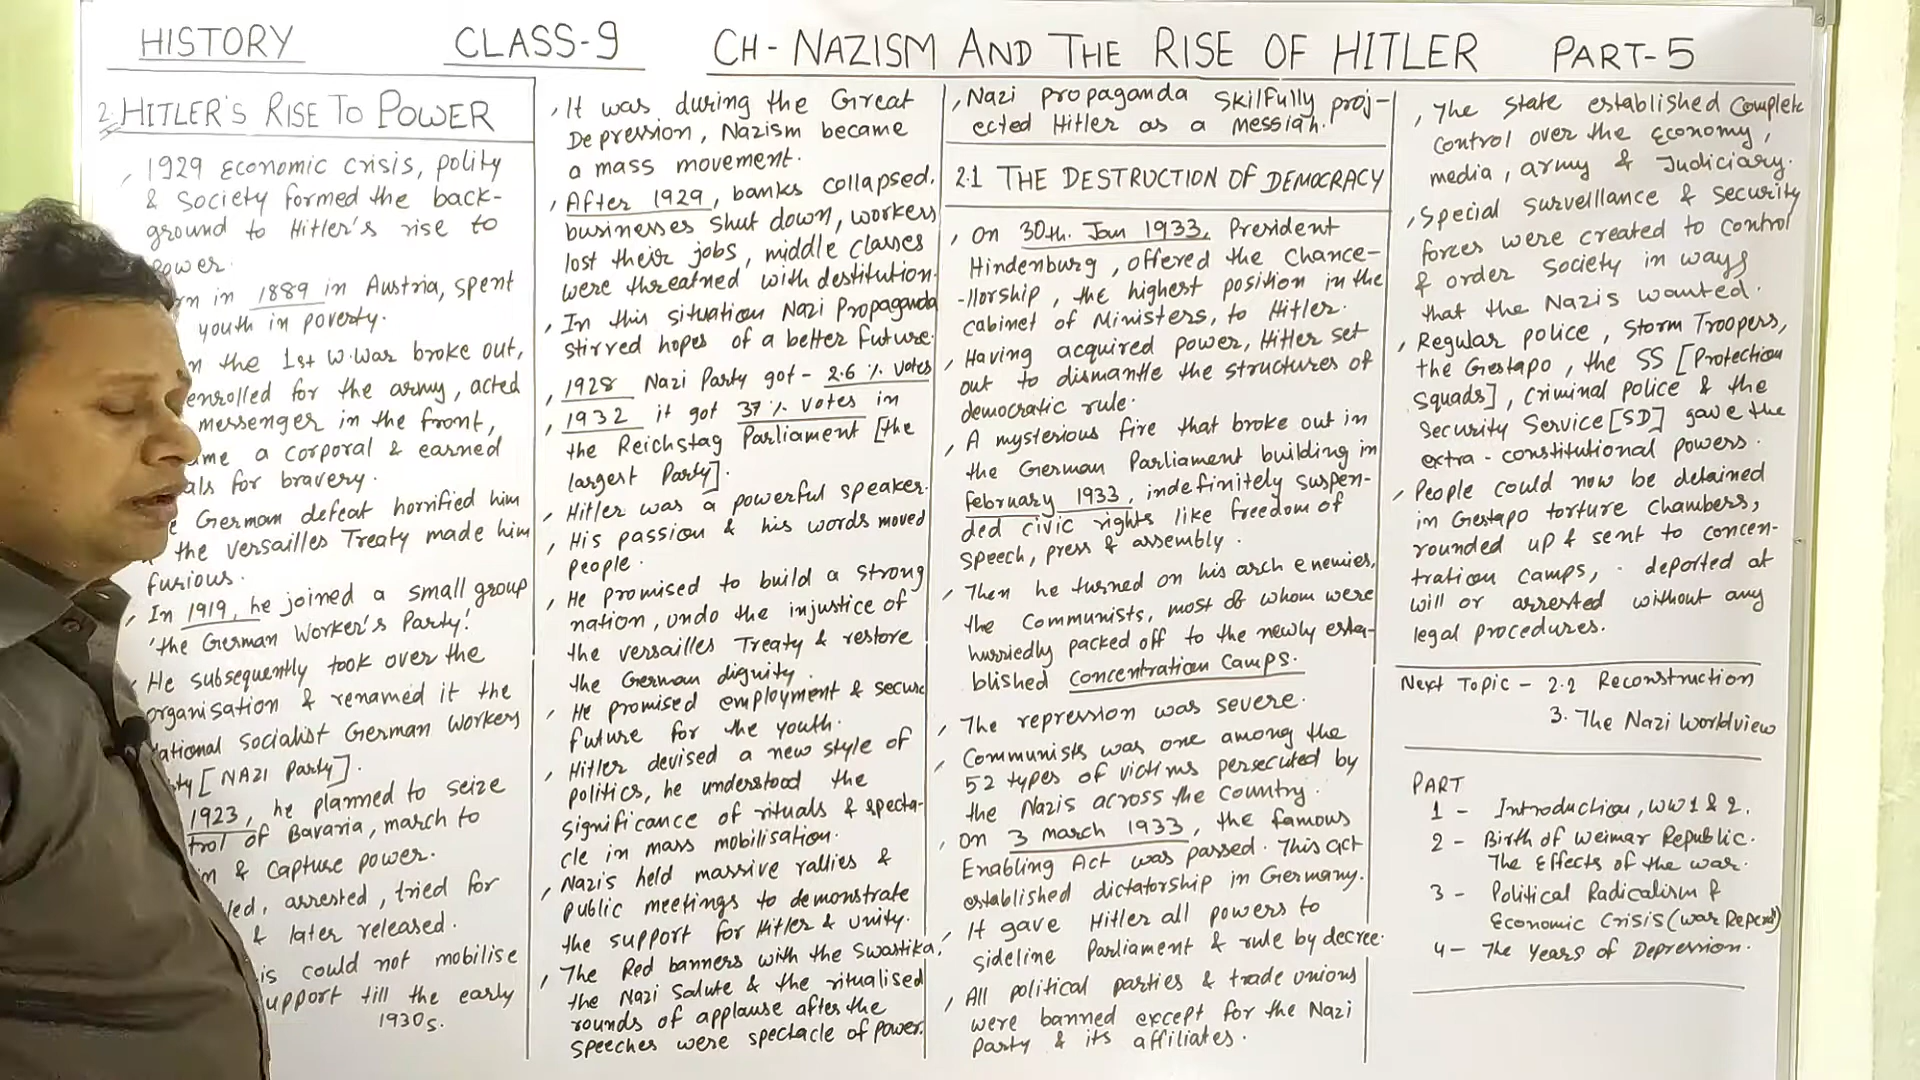 HISTORY CLASS-9 CH- NAZISM AND THE RISE OF HITLER PART-5
2. HITLER'S RISE TO POWER
, 1929 Economic crisis, polity
& Society formed the back-
ground to Hitler's rise to
power.
in 1889 in Austria, spent
youth in poverty.
the 1st W.War broke out,
enrolled for the army, acted
messenger in the front,
a corporal & earned
for bravery.
German defeat horrified him
the Versailles Treaty made him
furious.
, In 1919, he joined a small group
'the German Worker's Party'.
, He subsequently took over the
organisation & renamed it the
National Socialist German Workers
[NAZI Party].
1923, he planned to seize
of Bavaria, march to
& capture power.
arrested, tried for
& later released.
could not mobilise
till the early
1930s.
, It was during the Great
Depression, Nazism became
a mass movement.
, After 1929, banks collapsed,
businesses shut down, workers
lost their jobs, middle classes
were threatned with destitution.
, In this situation Nazi Propaganda
stirred hopes of a better future.
, 1928 Nazi Party got - 2.6 % votes
, 1932 it got 37 % votes in
the Reichstag Parliament [the
largest Party].
, Hitler was a powerful speaker.
, His passion & his words moved
people.
, He promised to build a strong
nation, undo the injustice of
the Versailles Treaty & restore
the German dignity.
, He promised employment & secure
future for the youth.
, Hitler devised a new style of
politics, he understood the
significance of rituals & specta-
cle in mass mobilisation.
, Nazis held massive rallies &
public meetings to demonstrate
the support for Hitler & unity.
, The Red banners with the Swastika,
the Nazi Salute & the ritualised
rounds of applause after the
speeches were spectacle of power.
, Nazi propaganda skilfully proj-
ected Hitler as a messiah.
2.1 THE DESTRUCTION OF DEMOCRACY
, On 30th. Jan 1933, President
Hindenburg, offered the chance-
-llorship, the highest position in the
cabinet of Ministers, to Hitler.
, Having acquired power, Hitler set
out to dismantle the structures of
democratic rule.
, A mysterious fire that broke out in
the German Parliament building in
february 1933, indefinitely suspen-
ded civic rights like freedom of
speech, press & assembly.
, Then he turned on his arch enemies,
the Communists, most of whom were
hurriedly packed off to the newly esta-
blished concentration camps.
, The repression was severe.
, Communists was one among the
52 types of victims persecuted by
the Nazis across the country.
, On 3 march 1933, the famous
Enabling Act was passed. This act
established dictatorship in Germany.
, It gave Hitler all powers to
sideline Parliament & rule by decree.
, All political parties & trade unions
were banned except for the Nazi
Party & its affiliates.
, The state established complete
control over the economy,
media, army & Judiciary.
, Special surveillance & security
forces were created to control
& order society in ways
that the Nazis wanted.
, Regular police, Storm Troopers,
the Gestapo, the SS [Protection
Squads], criminal police & the
Security Service [SD] gave the
extra-constitutional powers.
, People could now be detained
in Gestapo torture chambers,
rounded up & sent to concen-
tration camps, deported at
will or arrested without any
legal procedures.
Next Topic - 2.2 Reconstruction
3. The Nazi Worldview
PART
1 - Introduction, WW1 & 2.
2 - Birth of Weimar Republic.
The Effects of the war.
3 - Political Radicalism &
Economic Crisis (War Repcrd)
4 - The Years of Depression.